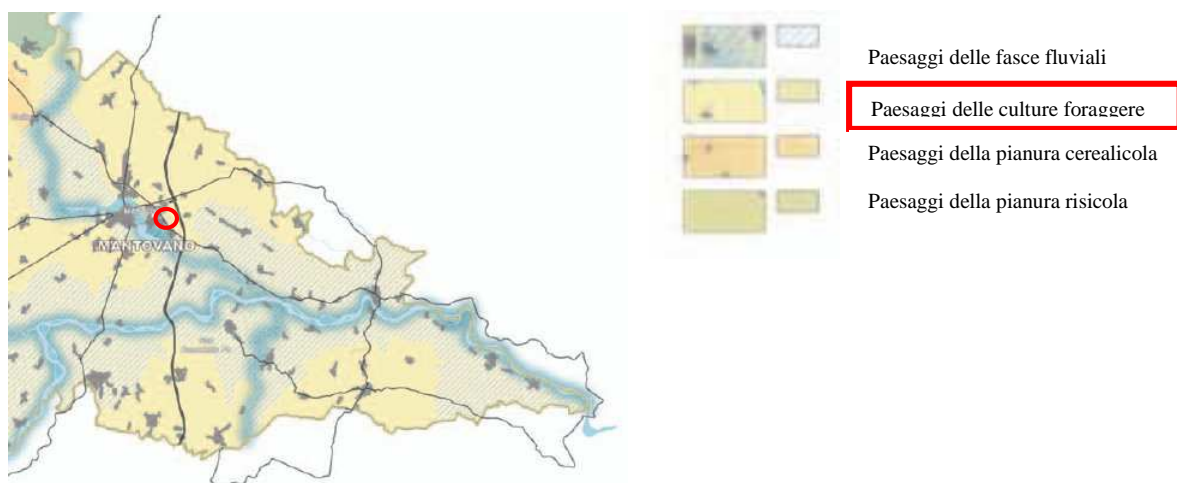 MANTOVANO
Paesaggi delle fasce fluviali
Paesaggi delle culture foraggere
Paesaggi della pianura cerealicola
Paesaggi della pianura risicola